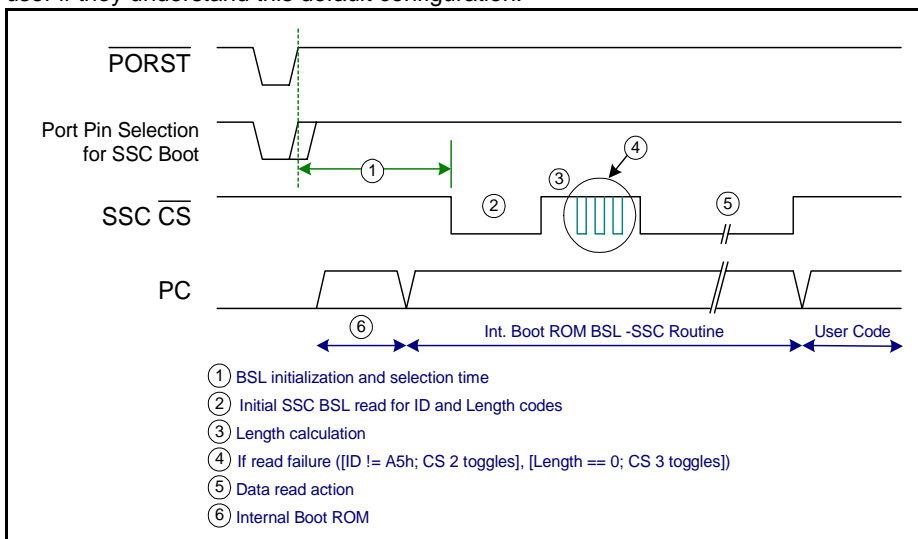 user if they understand this default configuration.
PORST
Port Pin Selection
for SSC Boot
1
4
3
SSC CS
2
5
PC
6
Int. Boot ROM BSL -SSC Routine
User Code
1 BSL initialization and selection time
2 Initial SSC BSL read for ID and Length codes
3 Length calculation
4 If read failure ([ID != A5h; CS 2 toggles], [Length == 0; CS 3 toggles])
5 Data read action
6 Internal Boot ROM